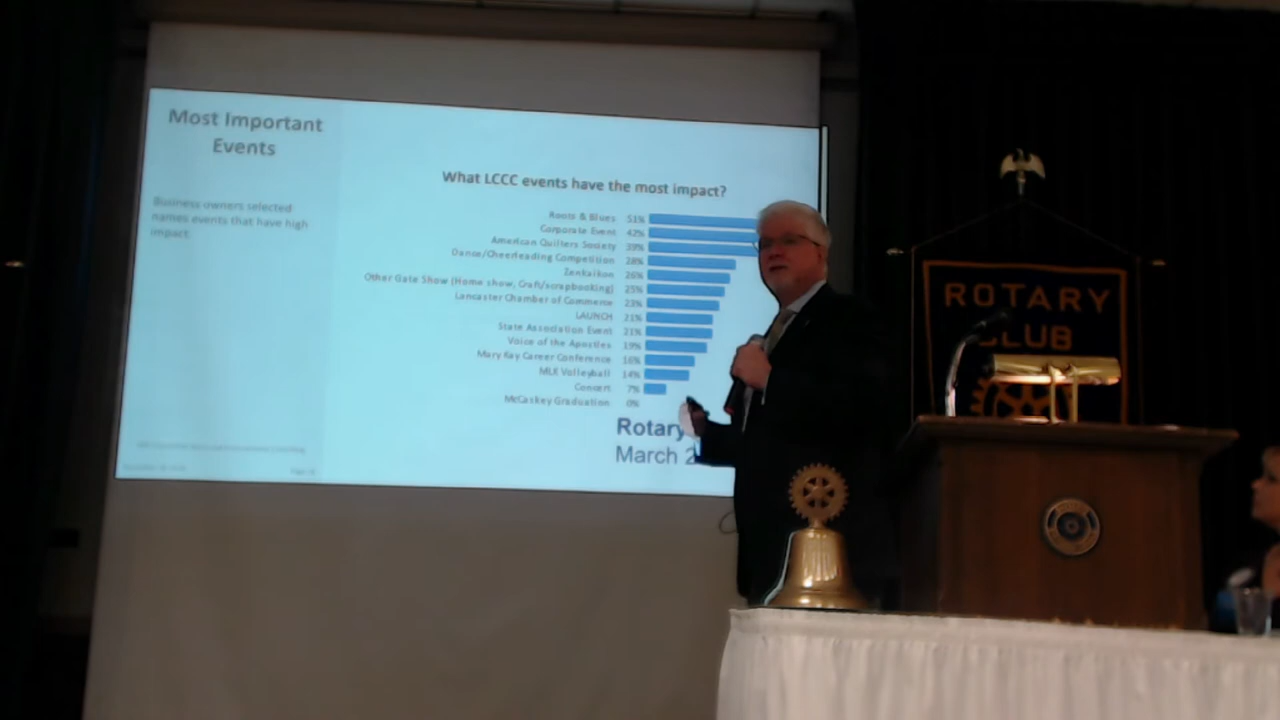 Most Important
Events
Business owners selected
names events that have high
impact.
What LCCC events have the most impact?
Roots & Blues 51%
Corporate Event 42%
American Quilters Society 39%
Dance/Cheerleading Competition 28%
Zenkaikon 26%
Other Gate Show (Home show, Craft/scrapbooking) 25%
Lancaster Chamber of Commerce 23%
LAUNCH 21%
State Association Event 21%
Voice of the Apostles 19%
Mary Kay Career Conference 16%
MLK Volleyball 14%
Concert 7%
McCaskey Graduation 0%
Rotary
March 2
ROTARY
CLUB